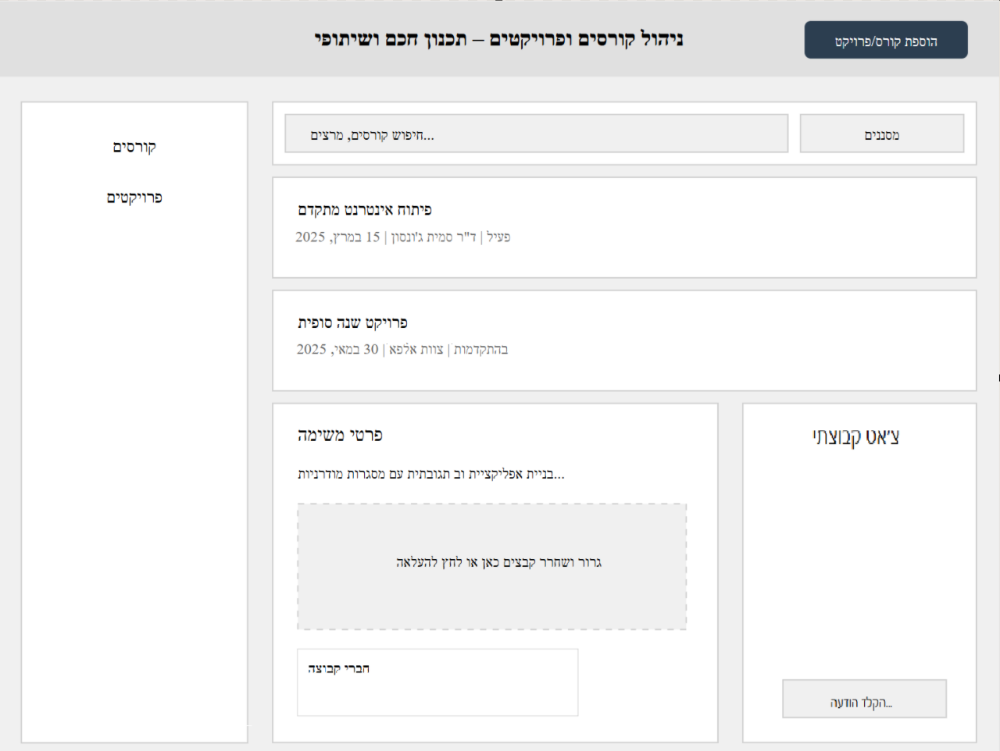 ניהול קורסים ופרויקטים – תכנון חכם ושיתופי
הוספת קורס/פרויקט
קורסים
פרויקטים
חיפוש קורסים, מרצים...
מסננים
פיתוח אינטרנט מתקדם
פעיל | ד"ר סמית ג'ונסון | 15 במרץ, 2025
פרויקט שנה סופית
בהתקדמות | צוות אלפא | 30 במאי, 2025
פרטי משימה
בניית אפליקציית וב תגובתית עם מסגרות מודרניות...
גרור ושחרר קבצים כאן או לחץ להעלאה
חברי קבוצה
צ'אט קבוצתי
הקלד הודעה...